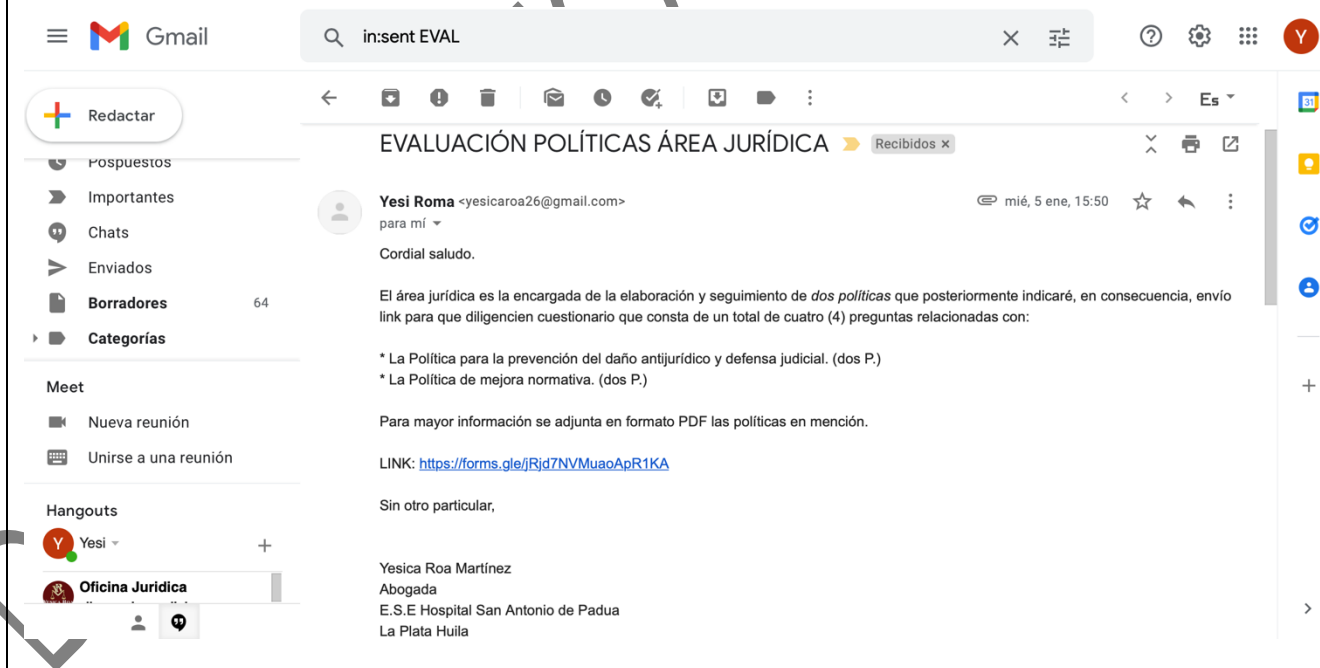 Gmail
in:sent EVAL
Y
Redactar
Es
31
Pospuestos
Importantes
Chats
Enviados
Borradores 64
Categorías
Meet
Nueva reunión
Unirse a una reunión
Hangouts
Y Yesi
Oficina Juridica
EVALUACIÓN POLÍTICAS ÁREA JURÍDICA Recibidos x
Yesi Roma <yesicaroa26@gmail.com> mié, 5 ene, 15:50
para mí
Cordial saludo.
El área jurídica es la encargada de la elaboración y seguimiento de dos políticas que posteriormente indicaré, en consecuencia, envío
link para que diligencien cuestionario que consta de un total de cuatro (4) preguntas relacionadas con:
* La Política para la prevención del daño antijurídico y defensa judicial. (dos P.)
* La Política de mejora normativa. (dos P.)
Para mayor información se adjunta en formato PDF las políticas en mención.
LINK: https://forms.gle/jRjd7NVMuaoApR1KA
Sin otro particular,
Yesica Roa Martínez
Abogada
E.S.E Hospital San Antonio de Padua
La Plata Huila